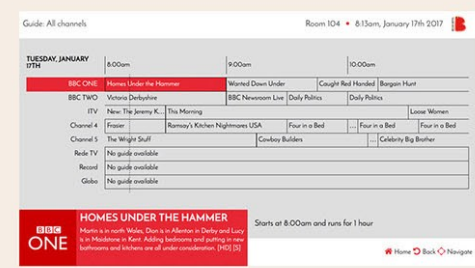 Guide: All channels
Room 104 • 8:13am, January 17th 2017
TUESDAY, JANUARY 17TH 8:00am 9:00am 10:00am
BBC ONE Homes Under the Hammer Wanted Down Under Caught Red Handed Bargain Hunt
BBC TWO Victoria Derbyshire BBC Newsroom Live Daily Politics Daily Politics
ITV New: The Jeremy K... This Morning Loose Women
Channel 4 Frasier Ramsay's Kitchen Nightmares USA Four in a Bed ... Four in a Bed Four in a Bed
Channel 5 The Wright Stuff Cowboy Builders ... Celebrity Big Brother
Rede TV No guide available
Record No guide available
Globo No guide available
BBC
ONE
HOMES UNDER THE HAMMER
Martin is in north Wales, Dion is in Allenton in Derby and Lucy
is in Maidstone in Kent. Adding bedrooms and putting in new
bathrooms and kitchens are all under consideration. [HD] [S]
Starts at 8:00am and runs for 1 hour
Home Back Navigate